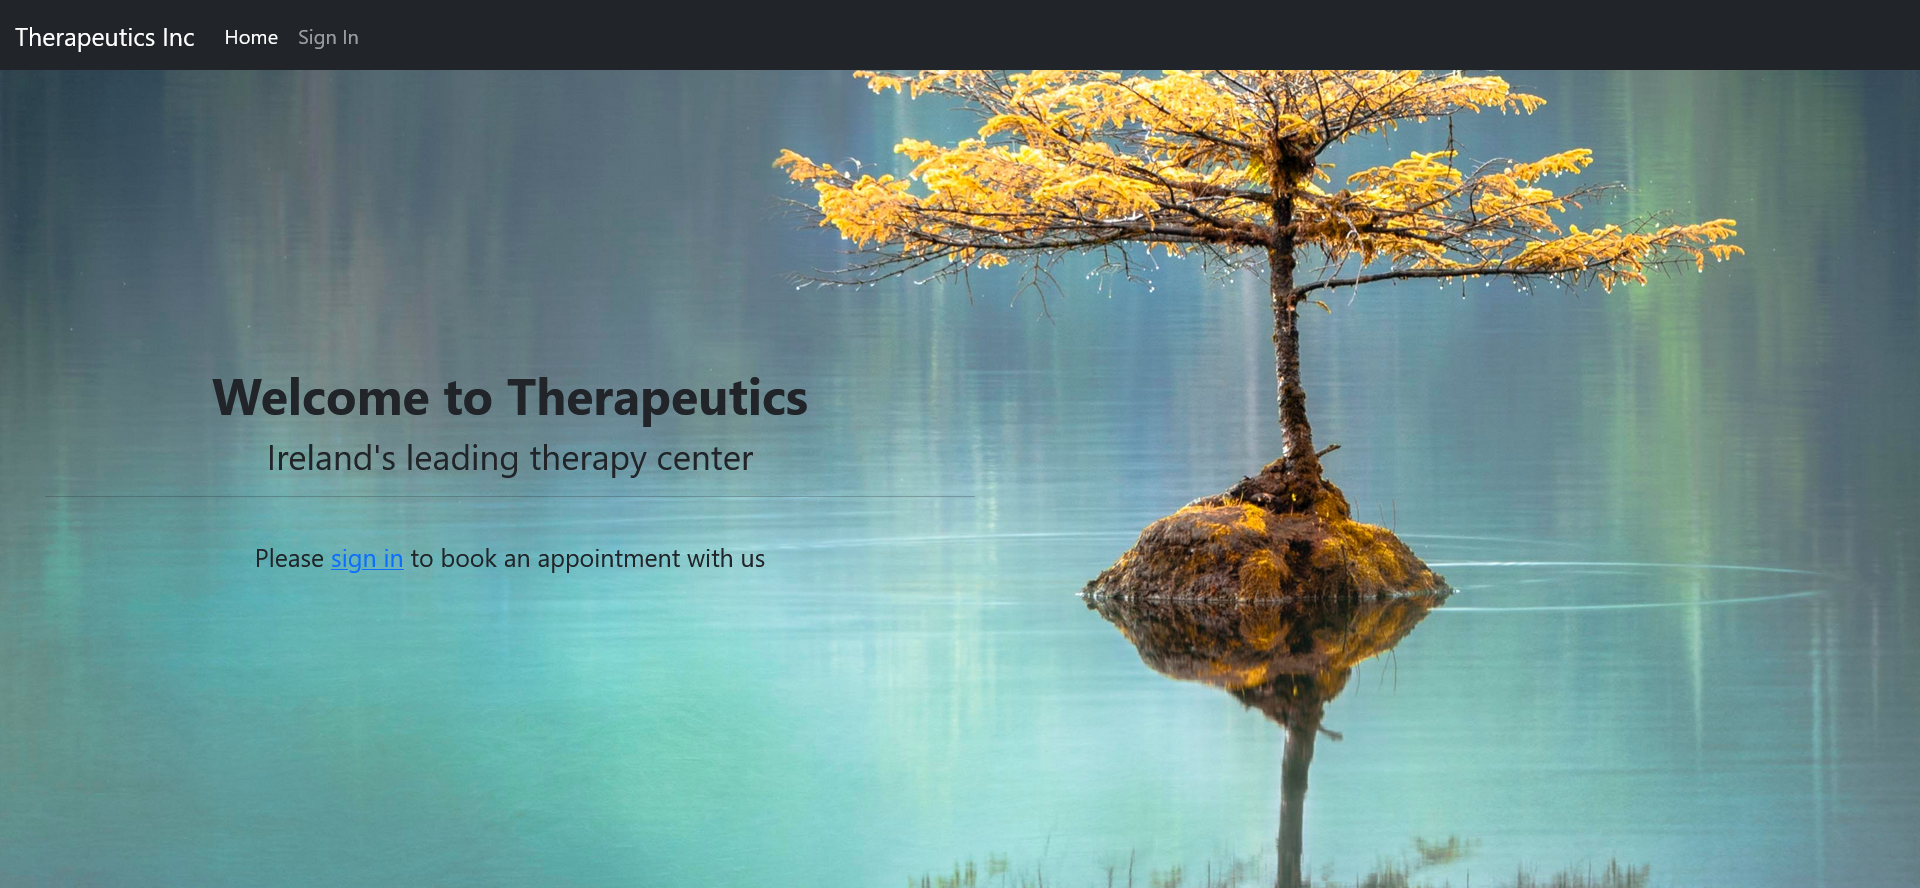 Therapeutics Inc Home Sign In
Welcome to Therapeutics
Ireland's leading therapy center
Please sign in to book an appointment with us